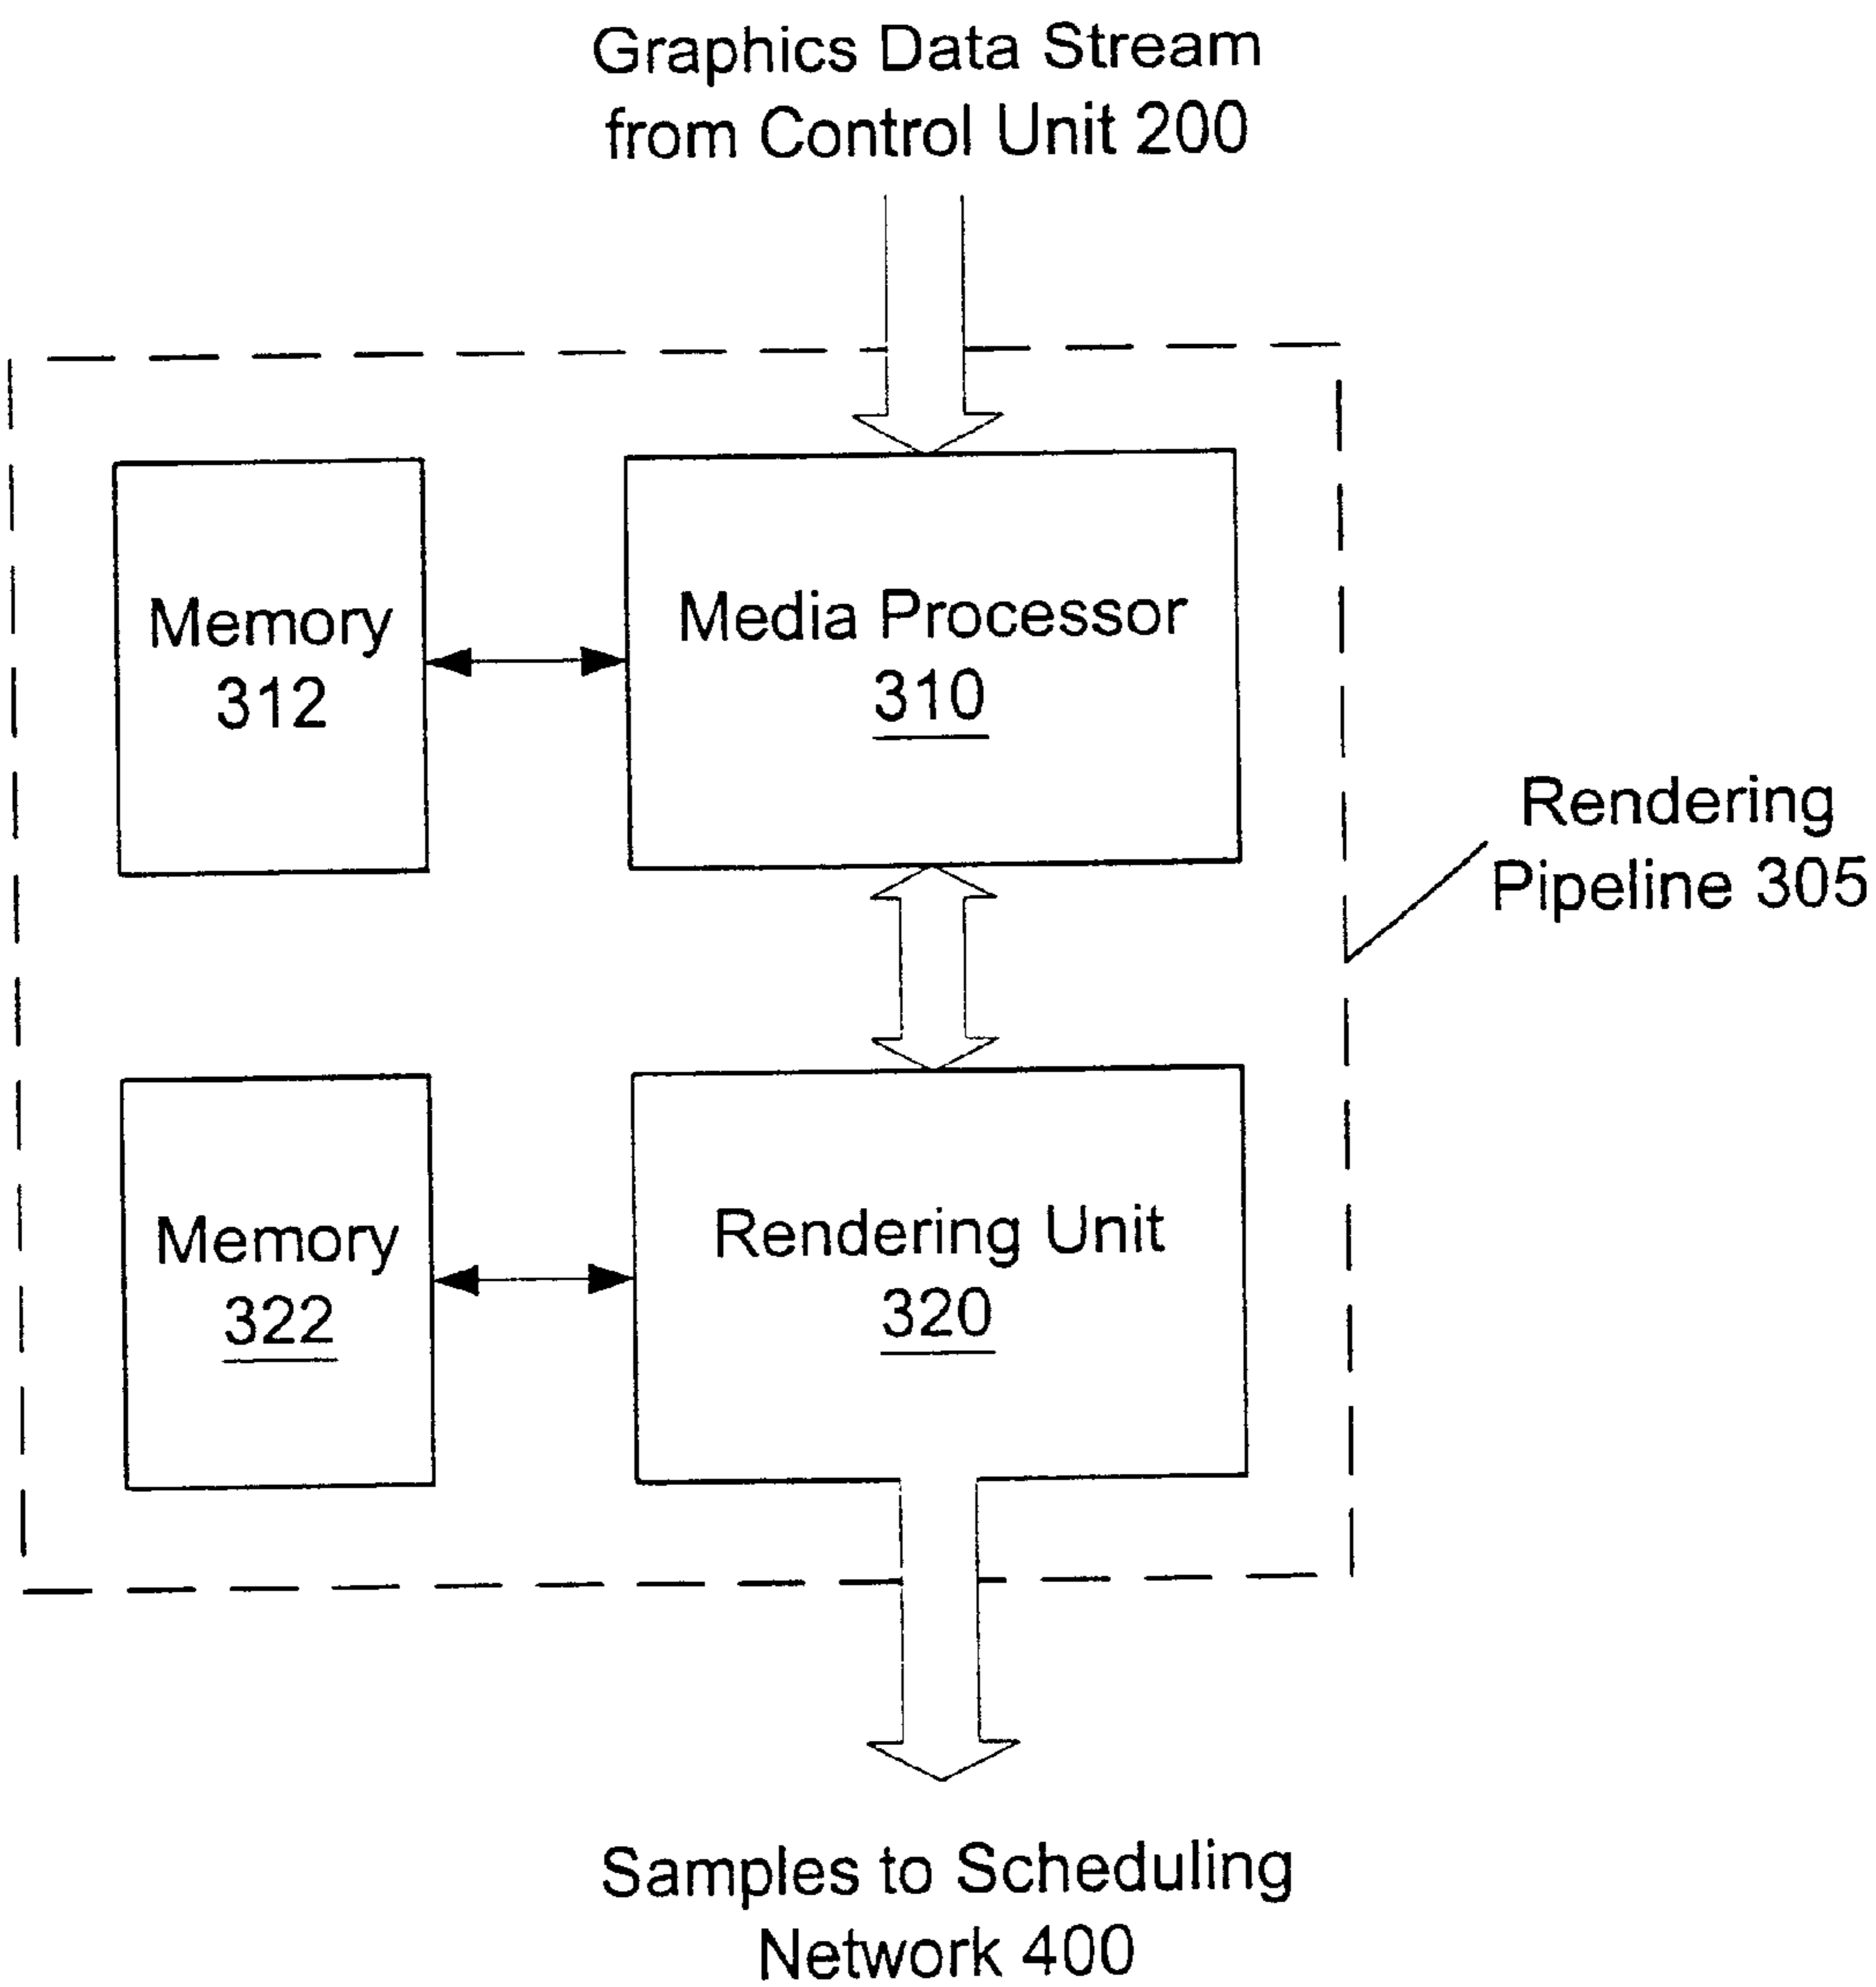 Graphics Data Stream
from Control Unit 200
Memory
312
Media Processor
310
Rendering
Pipeline 305
Memory
322
Rendering Unit
320
Samples to Scheduling
Network 400